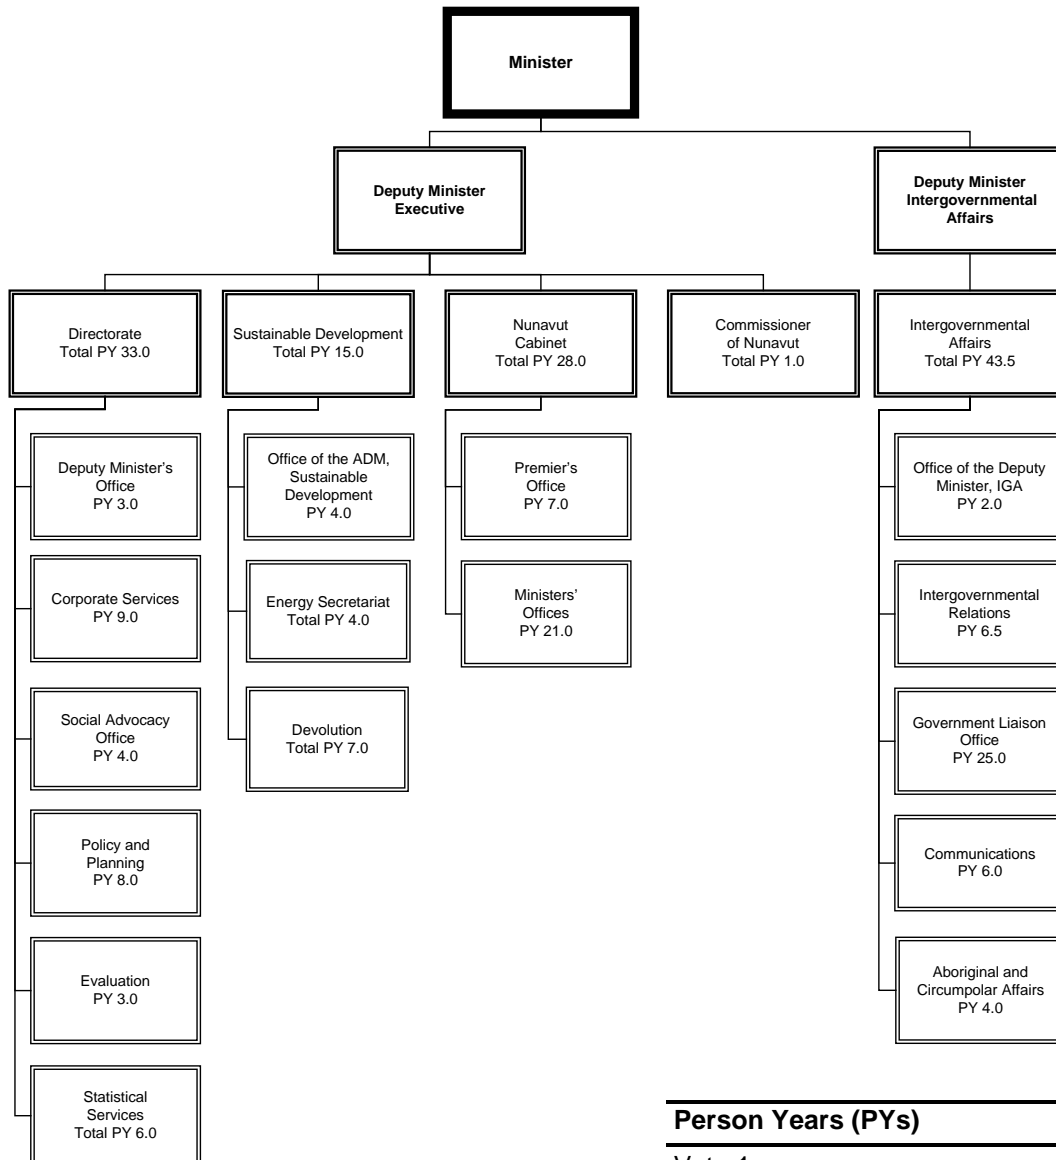 Minister
Deputy Minister
Executive
Deputy Minister
Intergovernmental
Affairs
Directorate
Total PY 33.0
Sustainable Development
Total PY 15.0
Nunavut
Cabinet
Total PY 28.0
Commissioner
of Nunavut
Total PY 1.0
Intergovernmental
Affairs
Total PY 43.5
Deputy Minister's
Office
PY 3.0
Corporate Services
PY 9.0
Social Advocacy
Office
PY 4.0
Policy and
Planning
PY 8.0
Evaluation
PY 3.0
Statistical
Services
Total PY 6.0
Office of the ADM,
Sustainable
Development
PY 4.0
Energy Secretariat
Total PY 4.0
Devolution
Total PY 7.0
Premier's
Office
PY 7.0
Ministers'
Offices
PY 21.0
Office of the Deputy
Minister, IGA
PY 2.0
Intergovernmental
Relations
PY 6.5
Government Liaison
Office
PY 25.0
Communications
PY 6.0
Aboriginal and
Circumpolar Affairs
PY 4.0
Person Years (PYs)